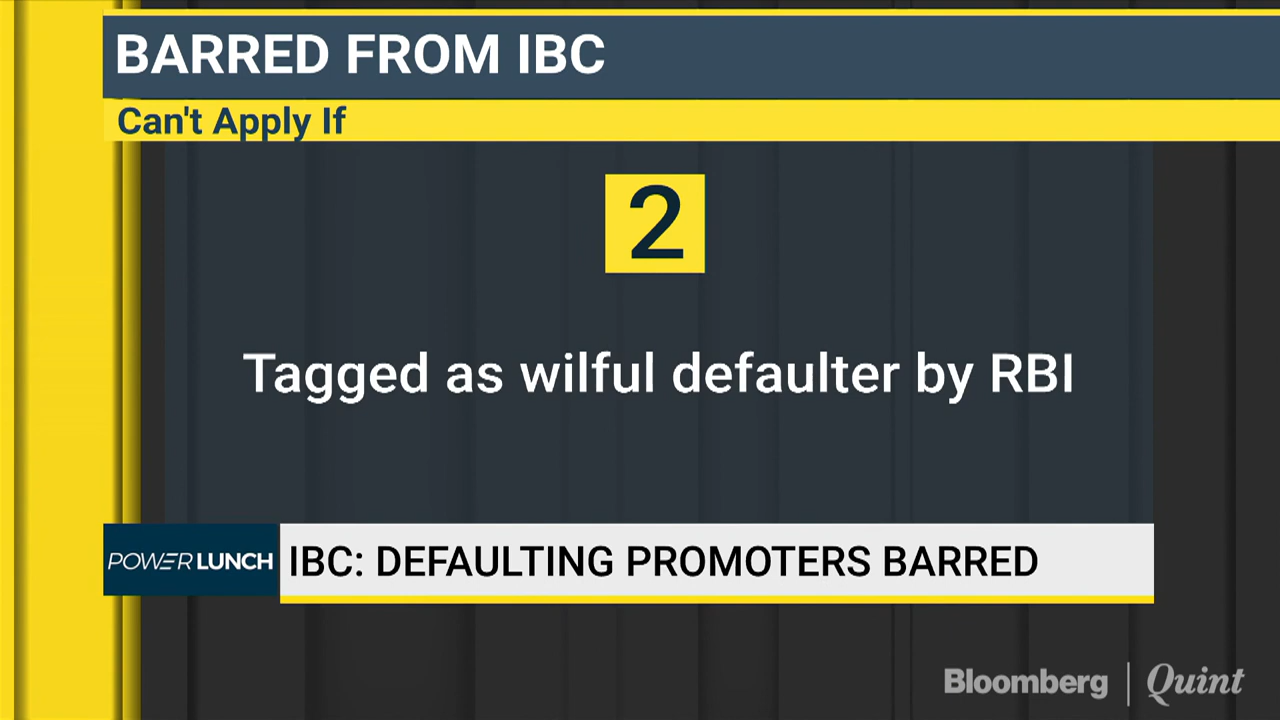 BARRED FROM IBC
Can't Apply If
2
Tagged as wilful defaulter by RBI
POWER LUNCH
IBC: DEFAULTING PROMOTERS BARRED
Bloomberg | Quint